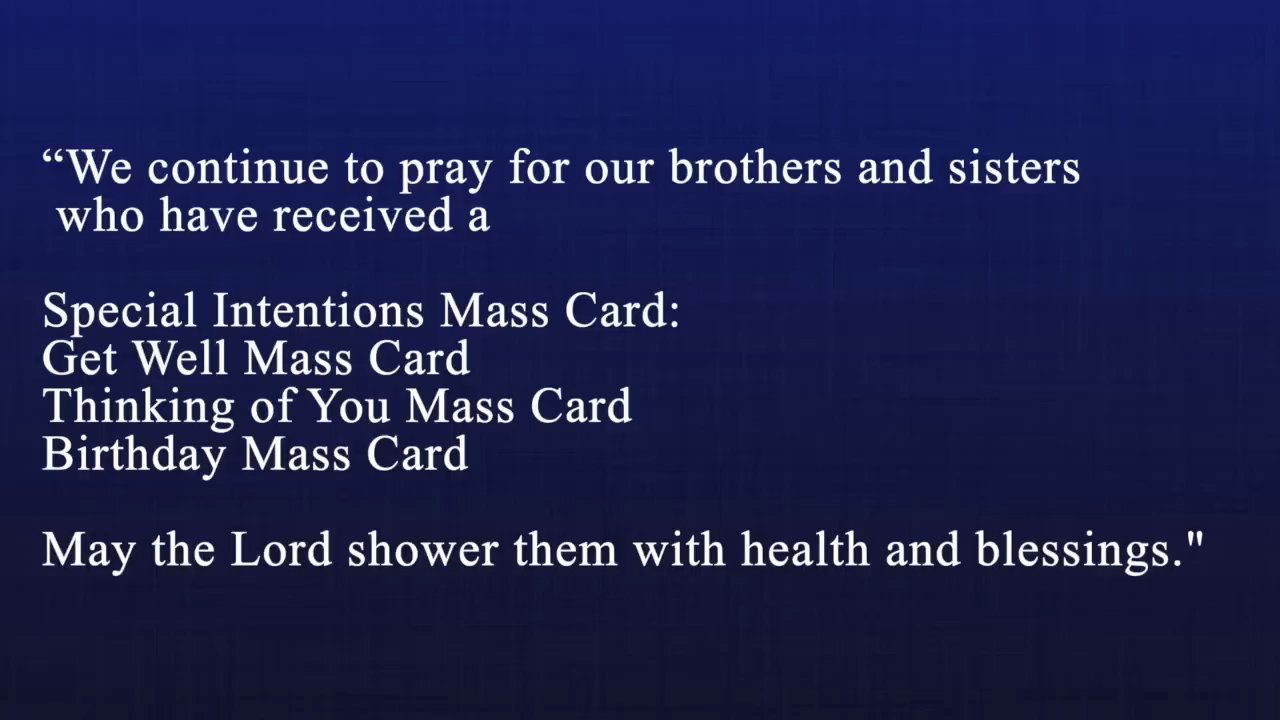 “We continue to pray for our brothers and sisters
who have received a
Special Intentions Mass Card:
Get Well Mass Card
Thinking of You Mass Card
Birthday Mass Card
May the Lord shower them with health and blessings."